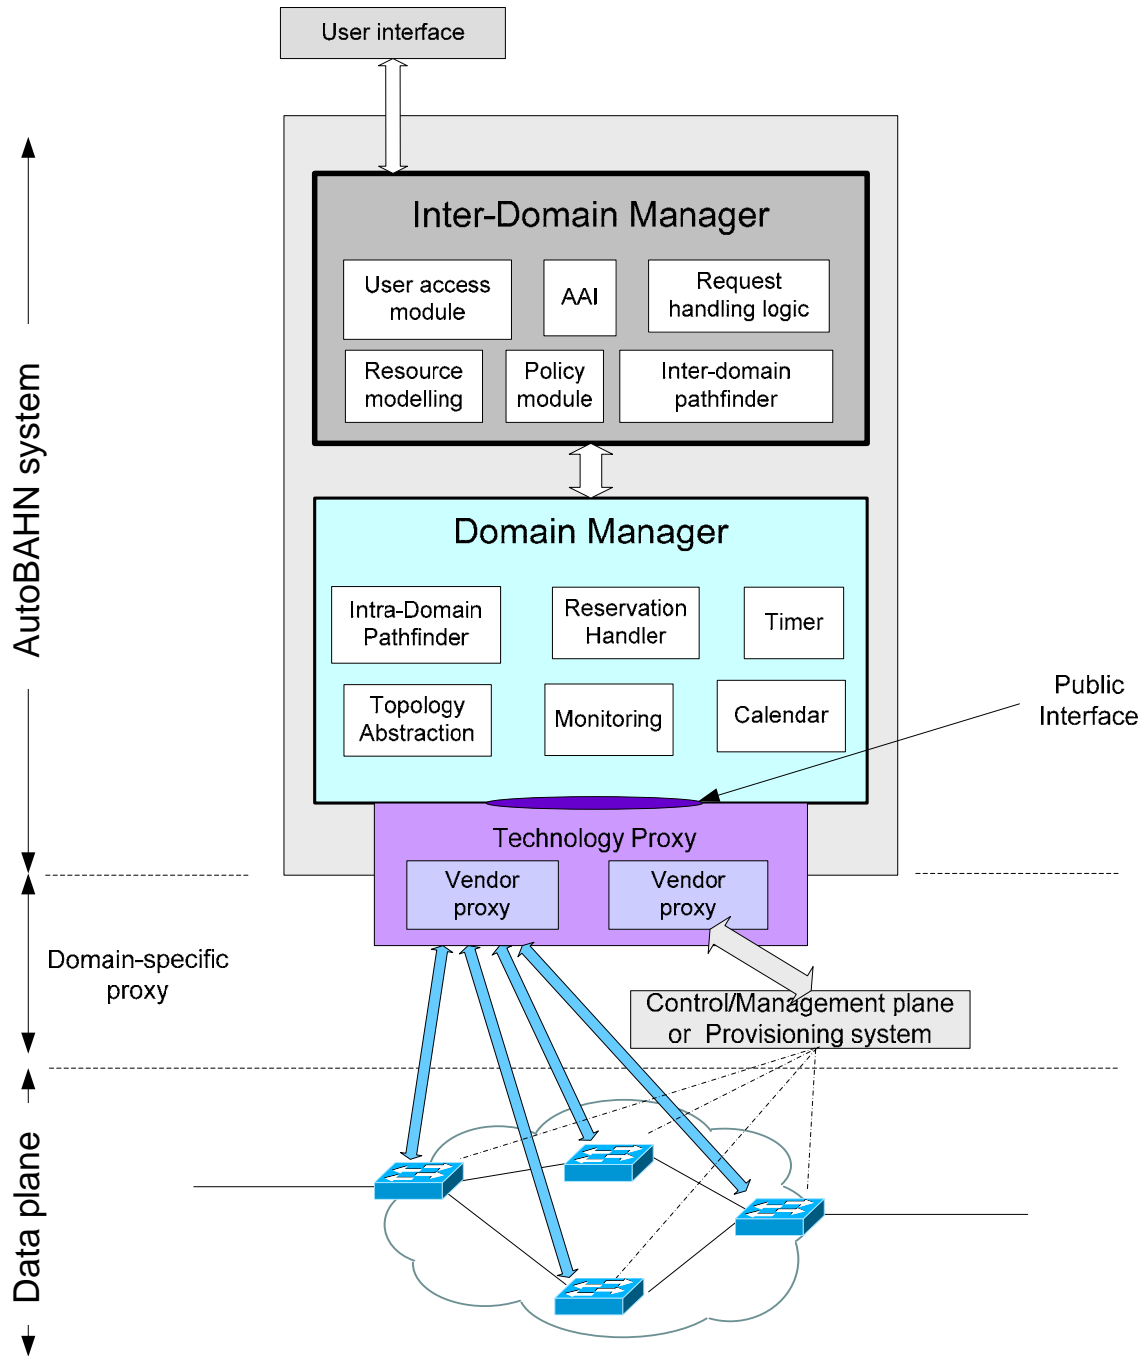 User interface
Inter-Domain Manager
User access
module
AAI
Request
handling logic
Resource
modelling
Policy
module
Inter-domain
pathfinder
AutoBAHN system
Domain Manager
Intra-Domain
Pathfinder
Reservation
Handler
Timer
Topology
Abstraction
Monitoring
Calendar
Public
Interface
Technology Proxy
Vendor
proxy
Vendor
proxy
Domain-specific
proxy
Control/Management plane
or Provisioning system
Data plane